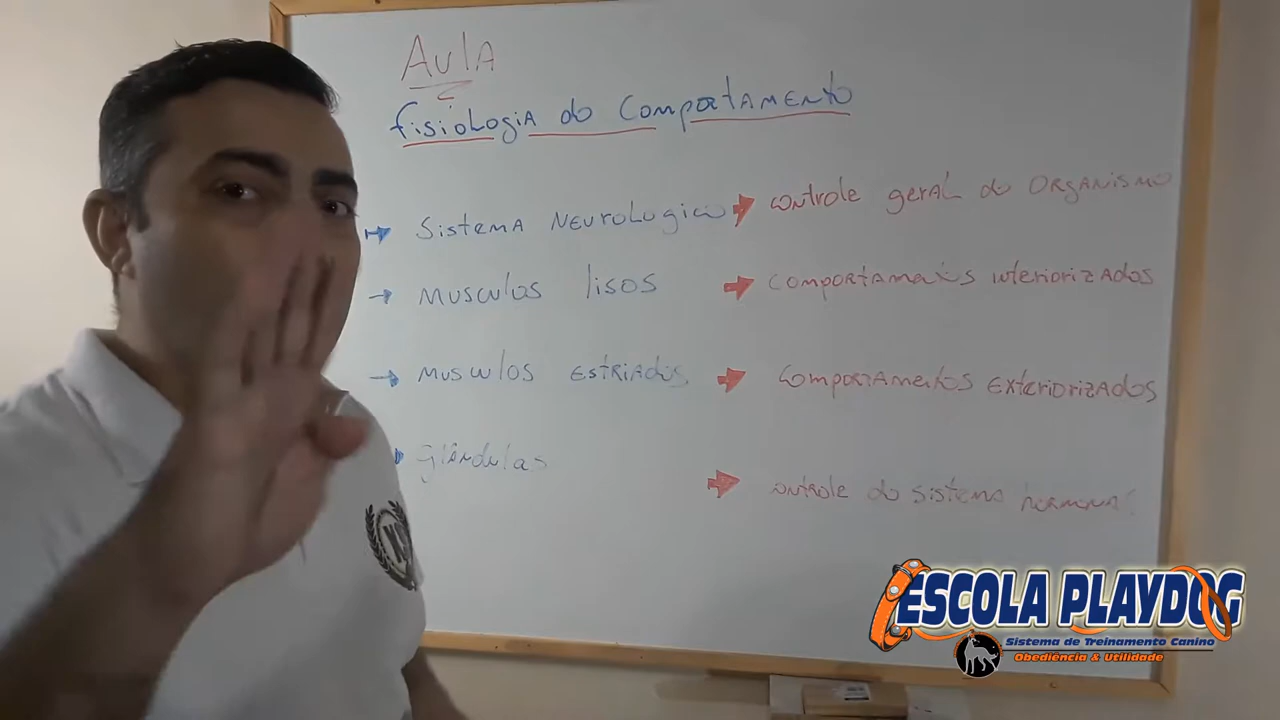 Aula
fisiologia do Comportamento
Sistema Neurologico → controle geral do organismo
Musculos lisos → Comportamentos interiorizados
Musculos estriados → Comportamentos exteriorizados
glândulas → controle do sistema hormonal
ESCOLA PLAYDOG
Sistema de Treinamento Canino
Obediência & Utilidade